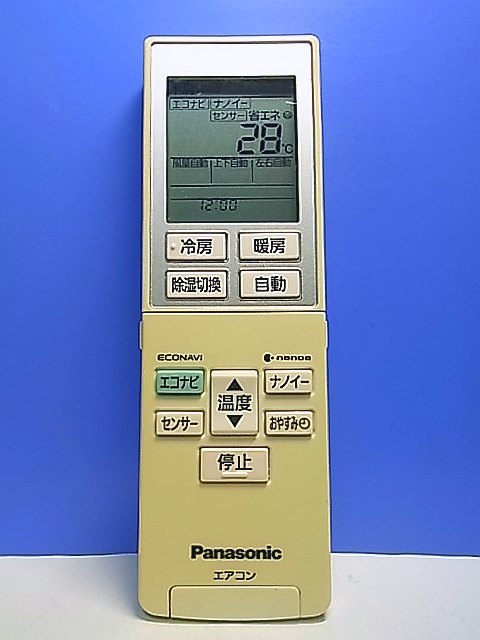 エコナビ ナノイー
センサー 省エネ
28℃
風量自動 上下自動 左右自動
12:00
冷房 暖房
除湿切換 自動
ECONAVI nanoe
エコナビ 温度 ナノイー
センサー おやすみ
停止
Panasonic
エアコン